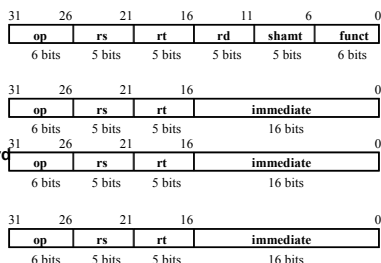 31 26 21 16 11 6 0
op rs rt rd shamt funct
6 bits 5 bits 5 bits 5 bits 5 bits 6 bits
31 26 21 16 0
op rs rt immediate
6 bits 5 bits 5 bits 16 bits
31 26 21 16 0
op rs rt immediate
6 bits 5 bits 5 bits 16 bits
31 26 21 16 0
op rs rt immediate
6 bits 5 bits 5 bits 16 bits